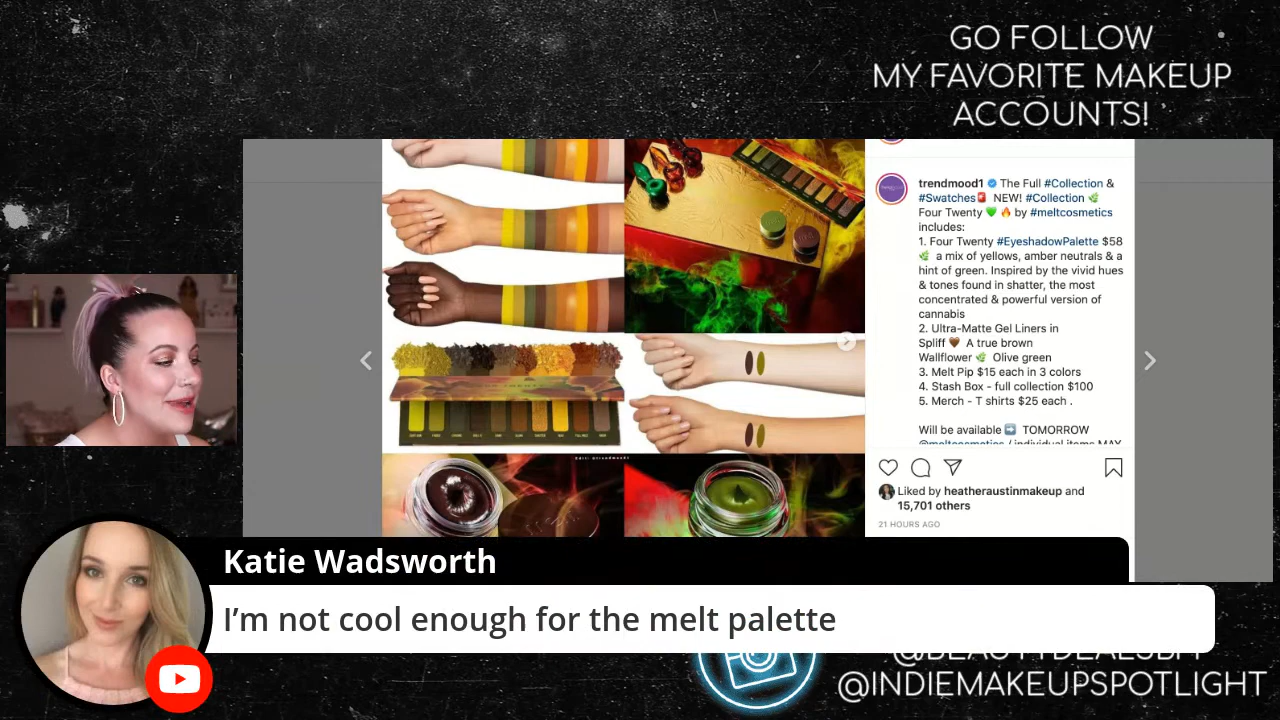 GO FOLLOW
MY FAVORITE MAKEUP
ACCOUNTS!
trendmood1 The Full #Collection &
#Swatches🚨 NEW! #Collection 🌿
Four Twenty 💚 🔥 by #meltcosmetics
includes:
1. Four Twenty #EyeshadowPalette $58
🌿 a mix of yellows, amber neutrals & a
hint of green. Inspired by the vivid hues
& tones found in shatter, the most
concentrated & powerful version of
cannabis
2. Ultra-Matte Gel Liners in
Spliff 🤎 A true brown
Wallflower 🌿 Olive green
3. Melt Pip $15 each in 3 colors
4. Stash Box - full collection $100
5. Merch - T shirts $25 each .
Will be available ➡️ TOMORROW
@meltcosmetics / individual items MAY
Liked by heatheraustinmakeup and
15,701 others
21 HOURS AGO
Katie Wadsworth
I'm not cool enough for the melt palette
@INDIEMAKEUPSPOTLIGHT